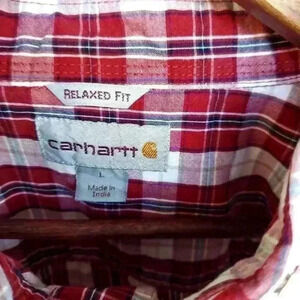 RELAXED FIT
carhartt
L
Made in
India